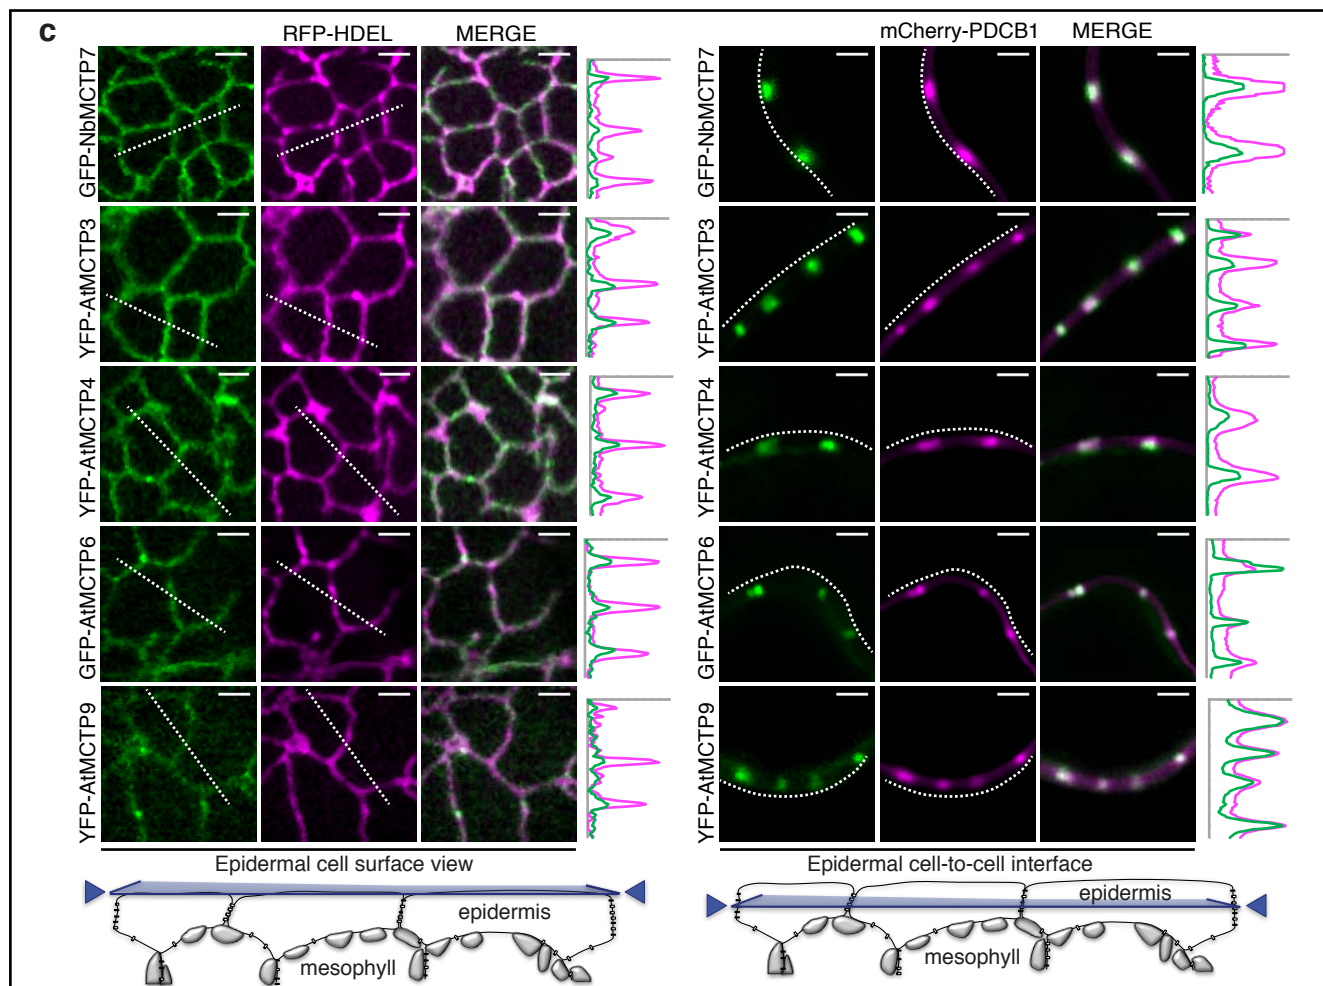 c
RFP-HDEL
MERGE
mCherry-PDCB1
MERGE
GFP-NbMCTP7
GFP-NbMCTP7
YFP-AtMCTP3
YFP-AtMCTP3
YFP-AtMCTP4
YFP-AtMCTP4
GFP-AtMCTP6
GFP-AtMCTP6
YFP-AtMCTP9
YFP-AtMCTP9
Epidermal cell surface view
epidermis
mesophyll
Epidermal cell-to-cell interface
epidermis
mesophyll